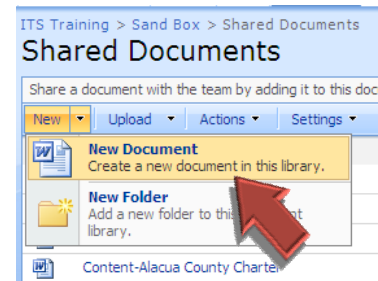 ITS Training > Sand Box > Shared Documents
Shared Documents
Share a document with the team by adding it to this doc
New Upload Actions Settings
New Document
Create a new document in this library.
New Folder
Add a new folder to this
library.
Content-Alacua County Charter